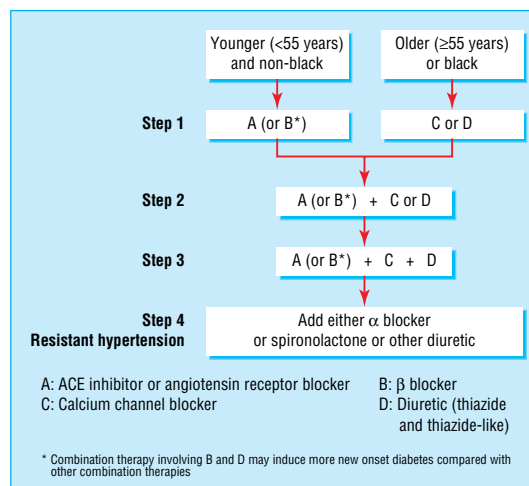 Younger (<55 years)
and non-black
Older (≥55 years)
or black
Step 1
A (or B*)
C or D
Step 2
A (or B*) + C or D
Step 3
A (or B*) + C + D
Step 4
Resistant hypertension
Add either α blocker
or spironolactone or other diuretic
A: ACE inhibitor or angiotensin receptor blocker
B: β blocker
C: Calcium channel blocker
D: Diuretic (thiazide
and thiazide-like)
* Combination therapy involving B and D may induce more new onset diabetes compared with
other combination therapies